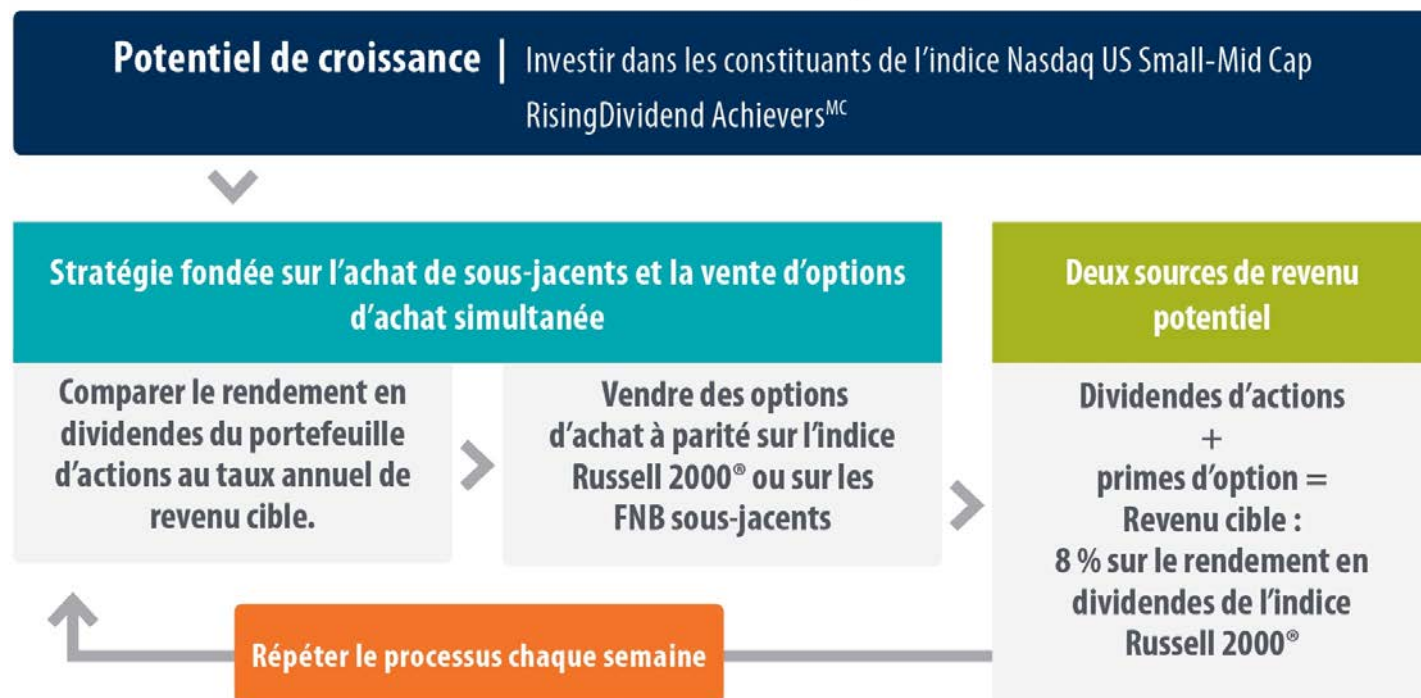 Potentiel de croissance | Investir dans les constituants de l'indice Nasdaq US Small-Mid Cap
RisingDividend Achievers^MC
Stratégie fondée sur l'achat de sous-jacents et la vente d'options
d'achat simultanée
Comparer le rendement en
dividendes du portefeuille
d'actions au taux annuel de
revenu cible.
Vendre des options
d'achat à parité sur l'indice
Russell 2000® ou sur les
FNB sous-jacents
Deux sources de revenu
potentiel
Dividendes d'actions
+
primes d'option =
Revenu cible :
8 % sur le rendement en
dividendes de l'indice
Russell 2000®
Répéter le processus chaque semaine